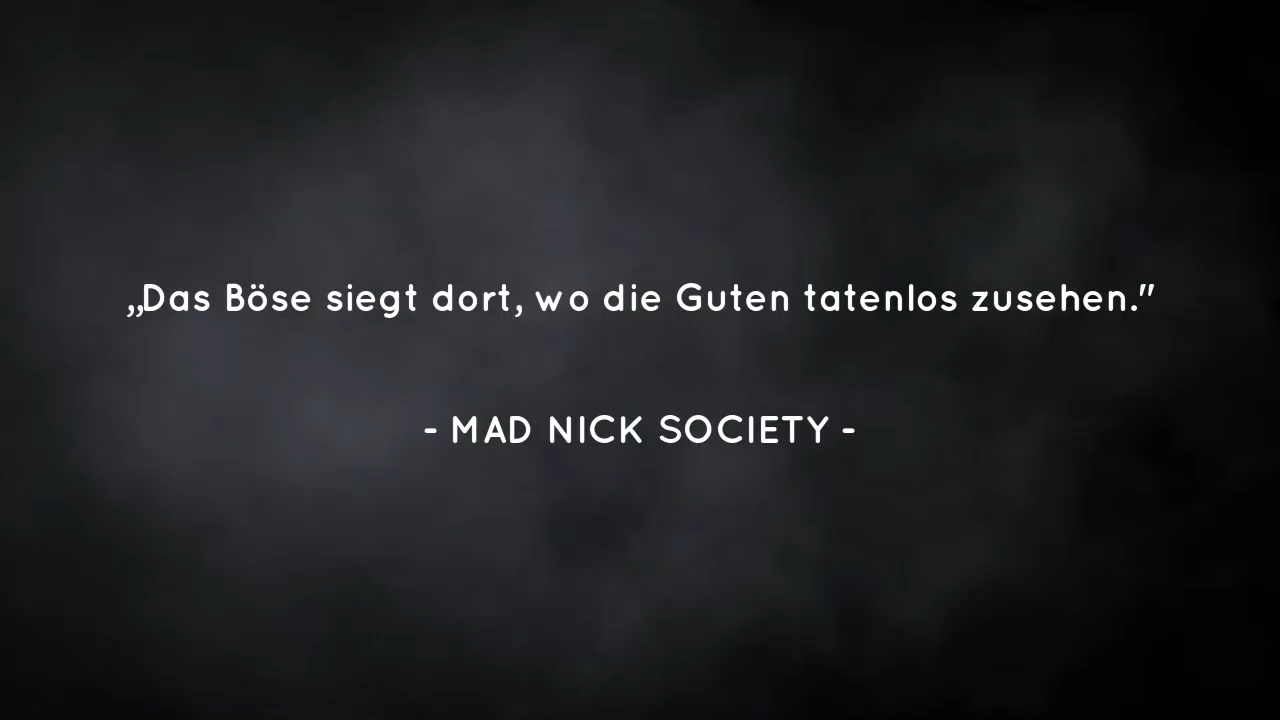 „Das Böse siegt dort, wo die Guten tatenlos zusehen."
- MAD NICK SOCIETY -